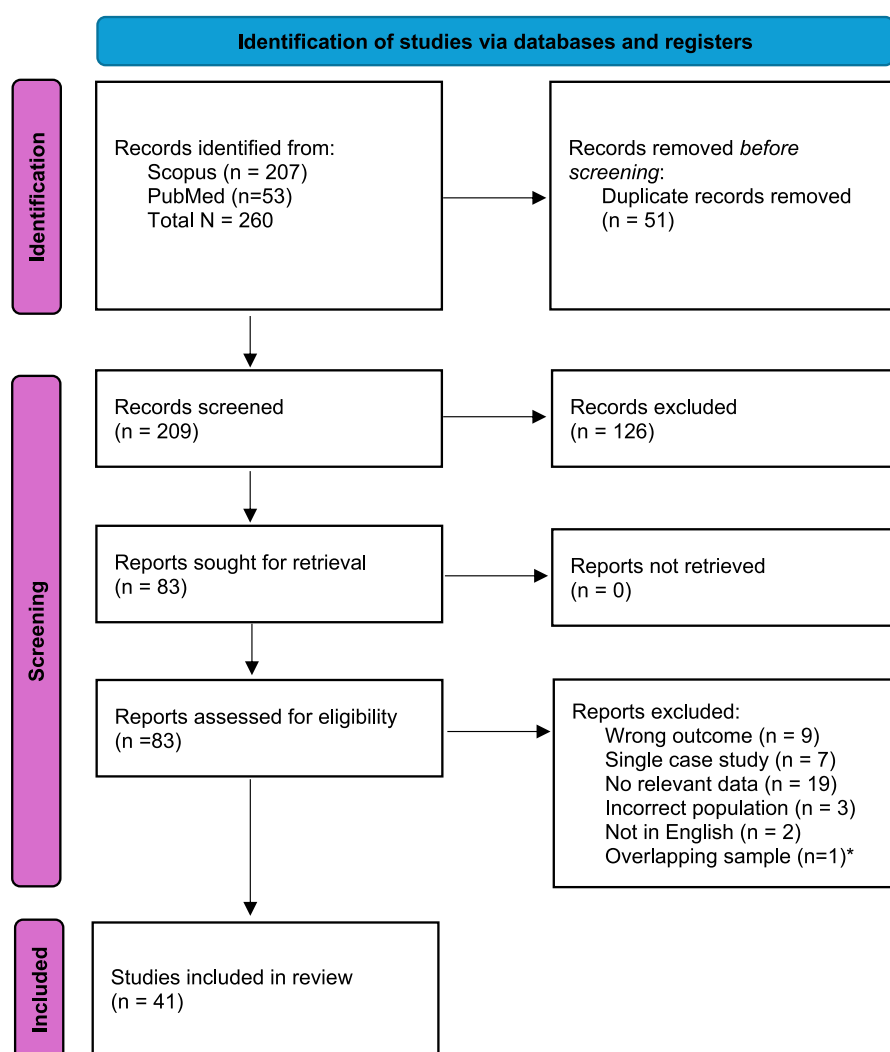 Identification of studies via databases and registers
Identification
Records identified from:
Scopus (n = 207)
PubMed (n=53)
Total N = 260
Records removed before
screening:
Duplicate records removed
(n = 51)
Screening
Records screened
(n = 209)
Records excluded
(n = 126)
Reports sought for retrieval
(n = 83)
Reports not retrieved
(n = 0)
Reports assessed for eligibility
(n =83)
Reports excluded:
Wrong outcome (n = 9)
Single case study (n = 7)
No relevant data (n = 19)
Incorrect population (n = 3)
Not in English (n = 2)
Overlapping sample (n=1)*
Included
Studies included in review
(n = 41)